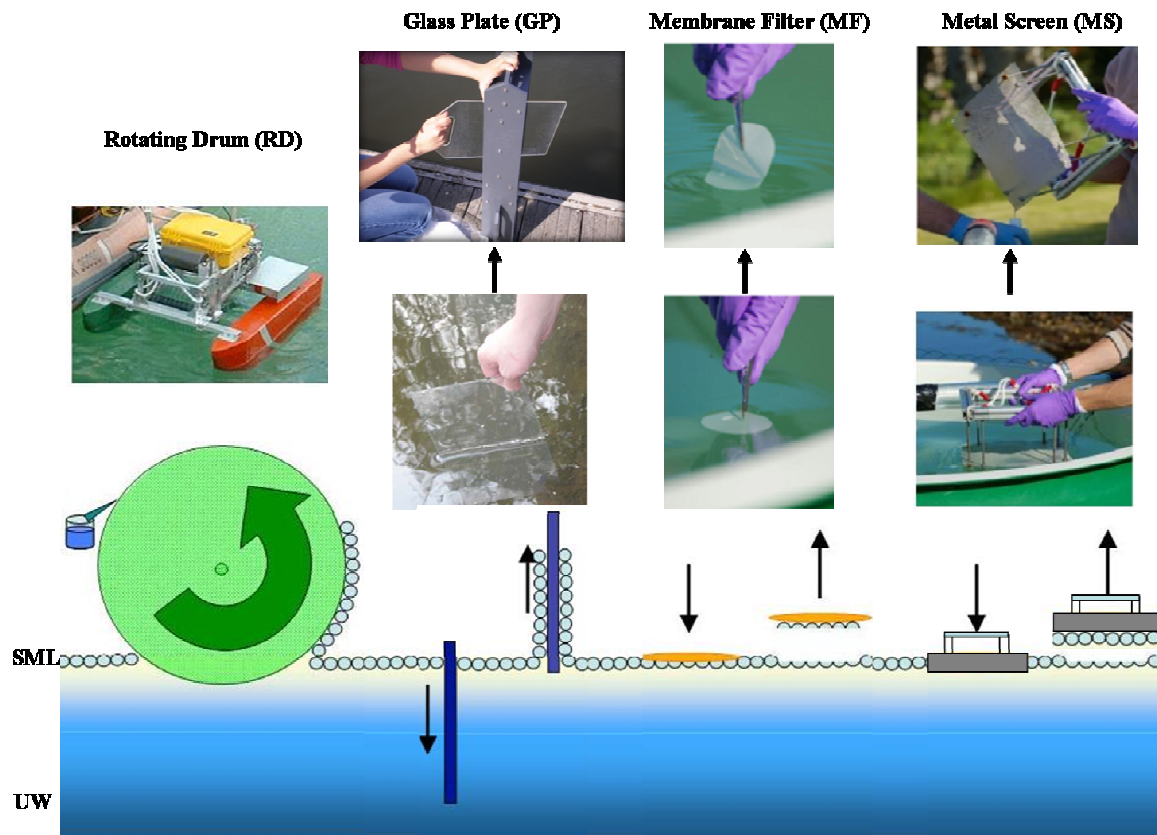 Glass Plate (GP)
Membrane Filter (MF)
Metal Screen (MS)
Rotating Drum (RD)
SML
UW